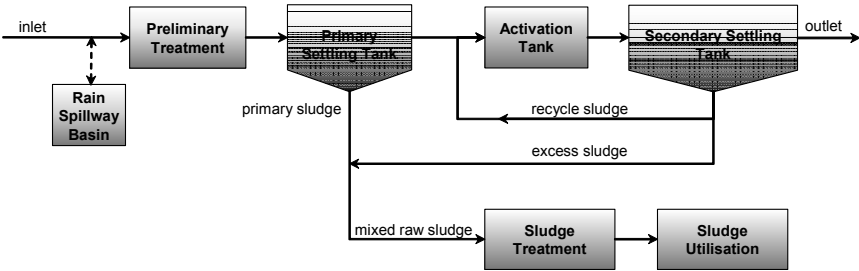 inlet
Preliminary
Treatment
Primary
Settling Tank
Activation
Tank
Secondary Settling
Tank
outlet
Rain
Spillway
Basin
primary sludge
recycle sludge
excess sludge
mixed raw sludge
Sludge
Treatment
Sludge
Utilisation